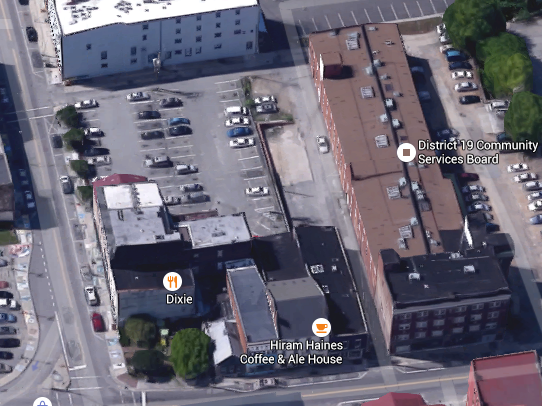 District 19 Community
Services Board
Dixie
Hiram Haines
Coffee & Ale House